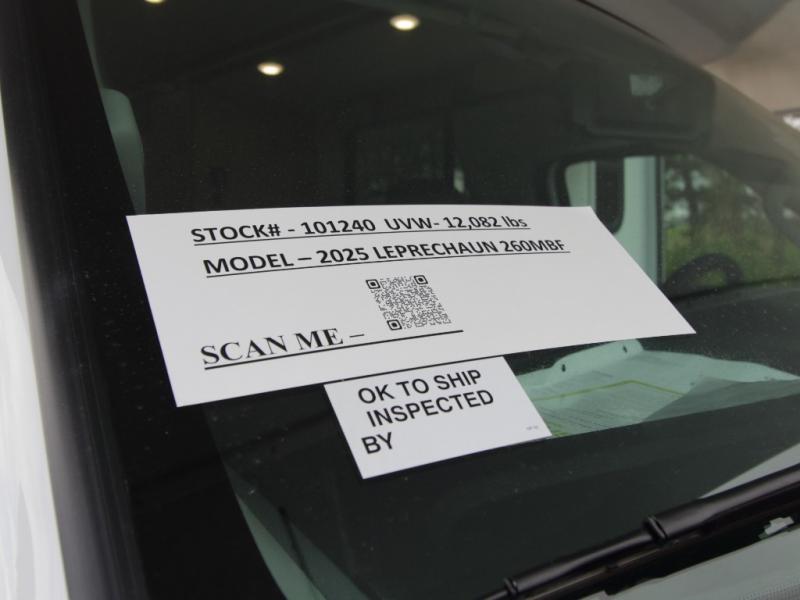 STOCK# - 101240 UVW- 12,082 lbs
MODEL – 2025 LEPRECHAUN 260MBF
SCAN ME –
OK TO SHIP
INSPECTED
BY